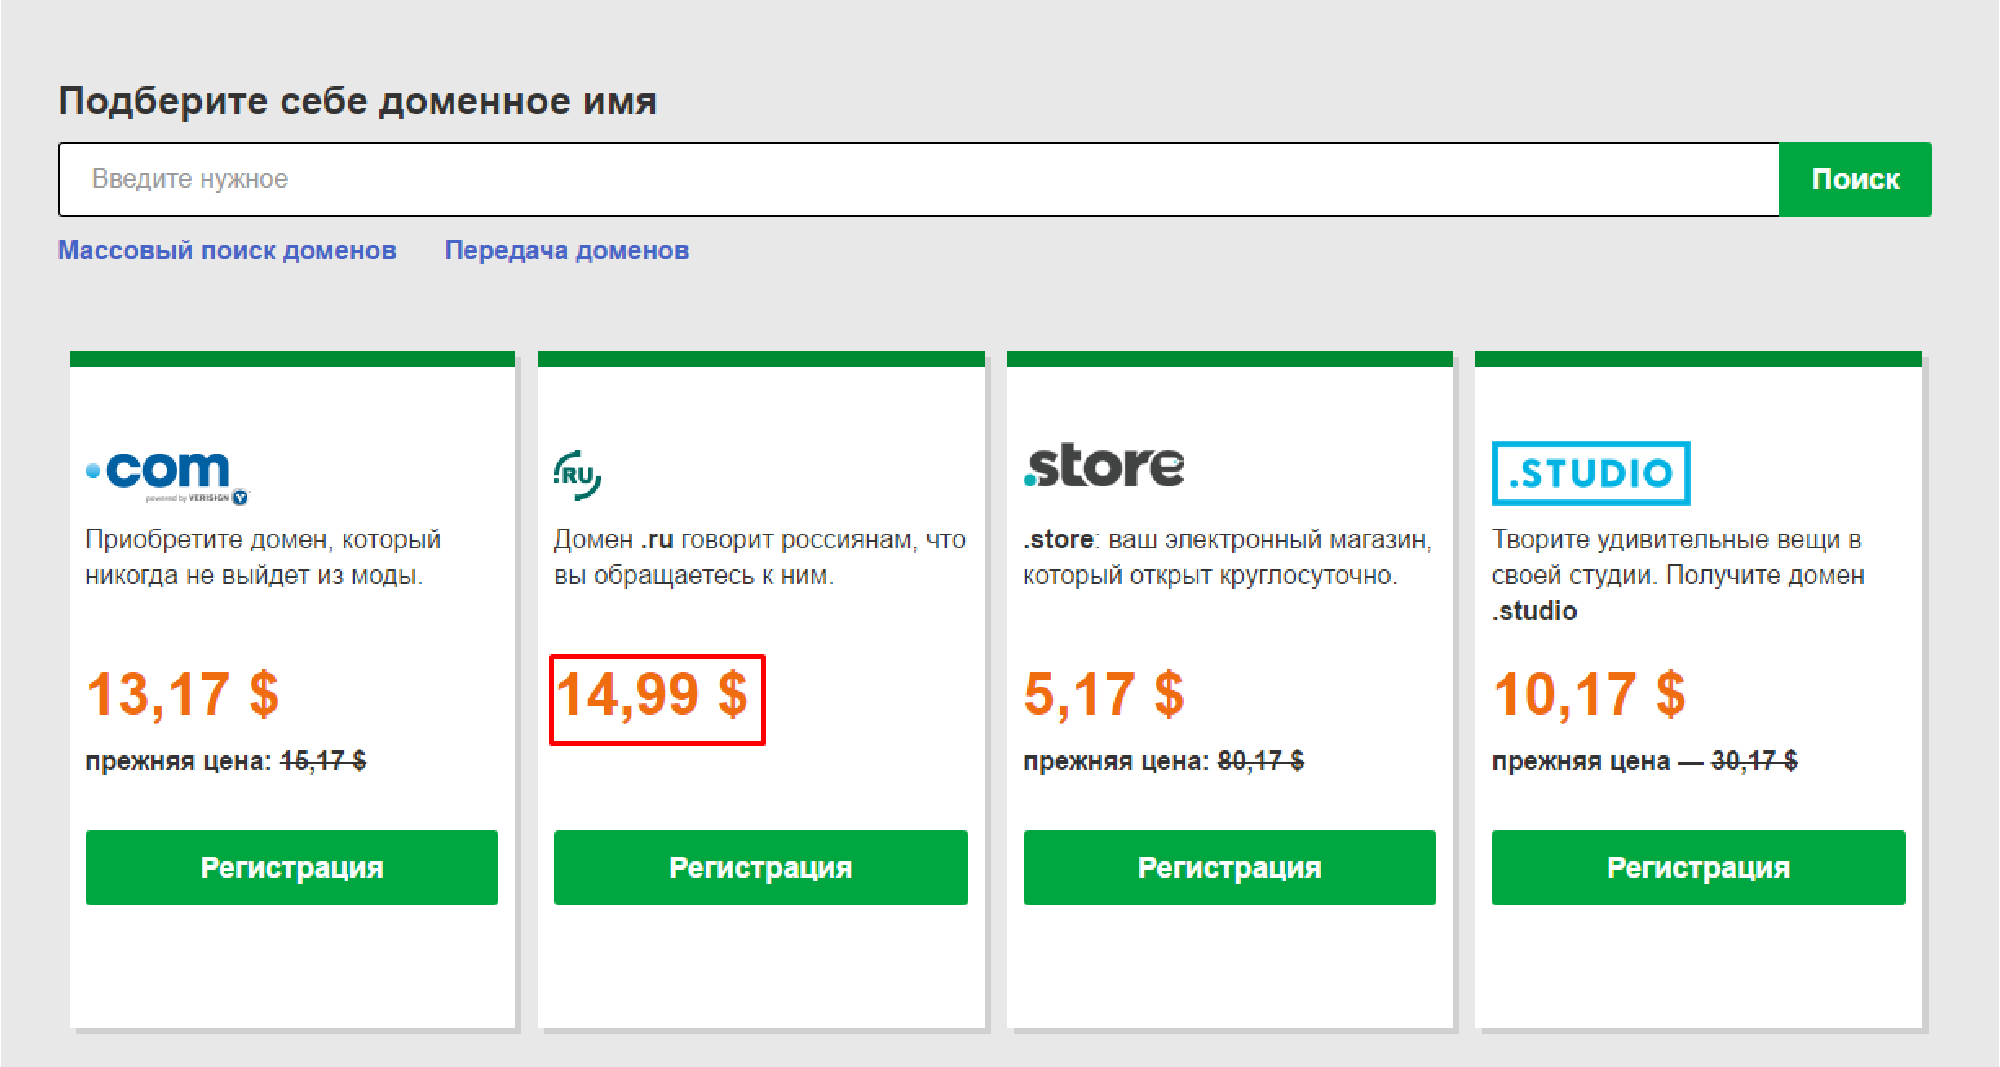 Подберите себе доменное имя
Введите нужное
Поиск
Массовый поиск доменов
Передача доменов
.com
powered by VERISIGN
Приобретите домен, который
никогда не выйдет из моды.
13,17 $
прежняя цена: 15,17 $
Регистрация
.RU
Домен .ru говорит россиянам, что
вы обращаетесь к ним.
14,99 $
Регистрация
.store
.store: ваш электронный магазин,
который открыт круглосуточно.
5,17 $
прежняя цена: 80,17 $
Регистрация
.STUDIO
Творите удивительные вещи в
своей студии. Получите домен
.studio
10,17 $
прежняя цена — 30,17 $
Регистрация